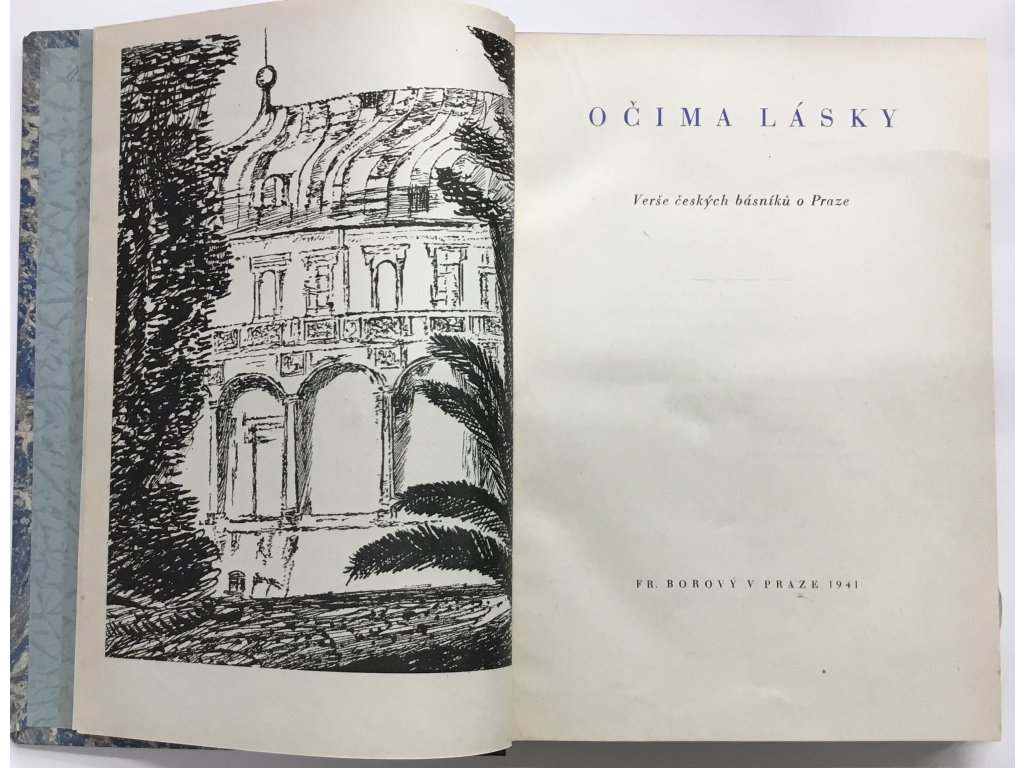 OČIMA LÁSKY
Verše českých básníků o Praze
FR. BOROVÝ V PRAZE 1941